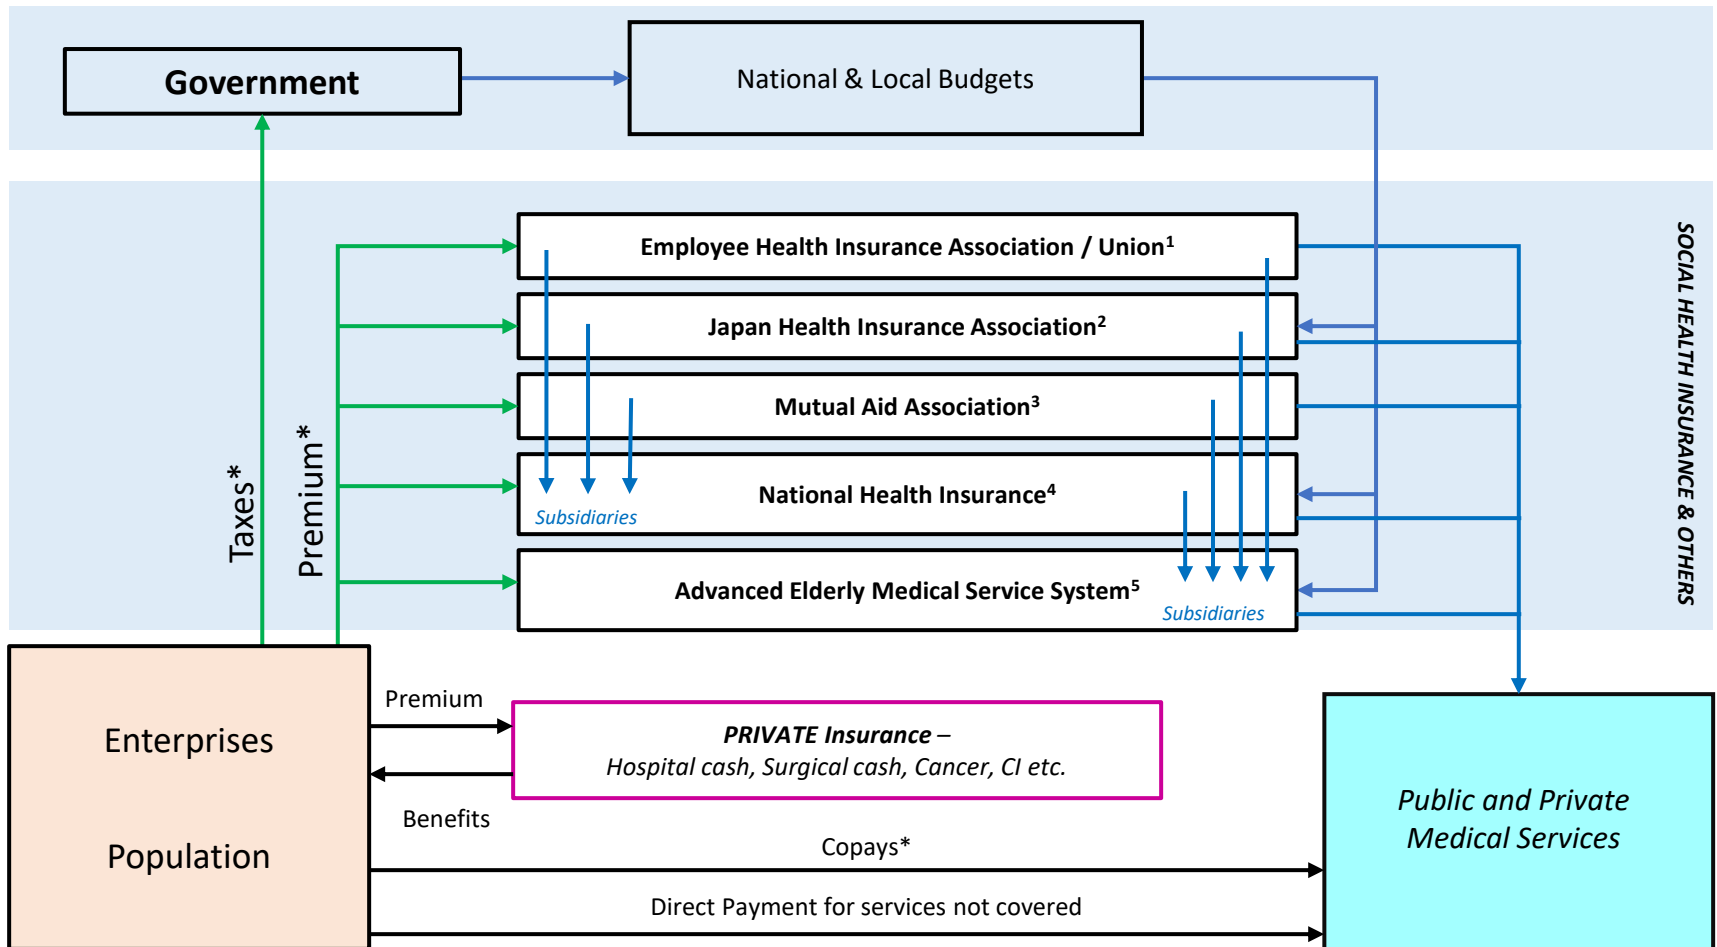 Government
National & Local Budgets
Employee Health Insurance Association / Union¹
Japan Health Insurance Association²
Mutual Aid Association³
National Health Insurance⁴
Subsidiaries
Advanced Elderly Medical Service System⁵
Subsidiaries
SOCIAL HEALTH INSURANCE & OTHERS
Taxes*
Premium*
Enterprises
Population
Premium
PRIVATE Insurance –
Hospital cash, Surgical cash, Cancer, CI etc.
Benefits
Copays*
Direct Payment for services not covered
Public and Private
Medical Services